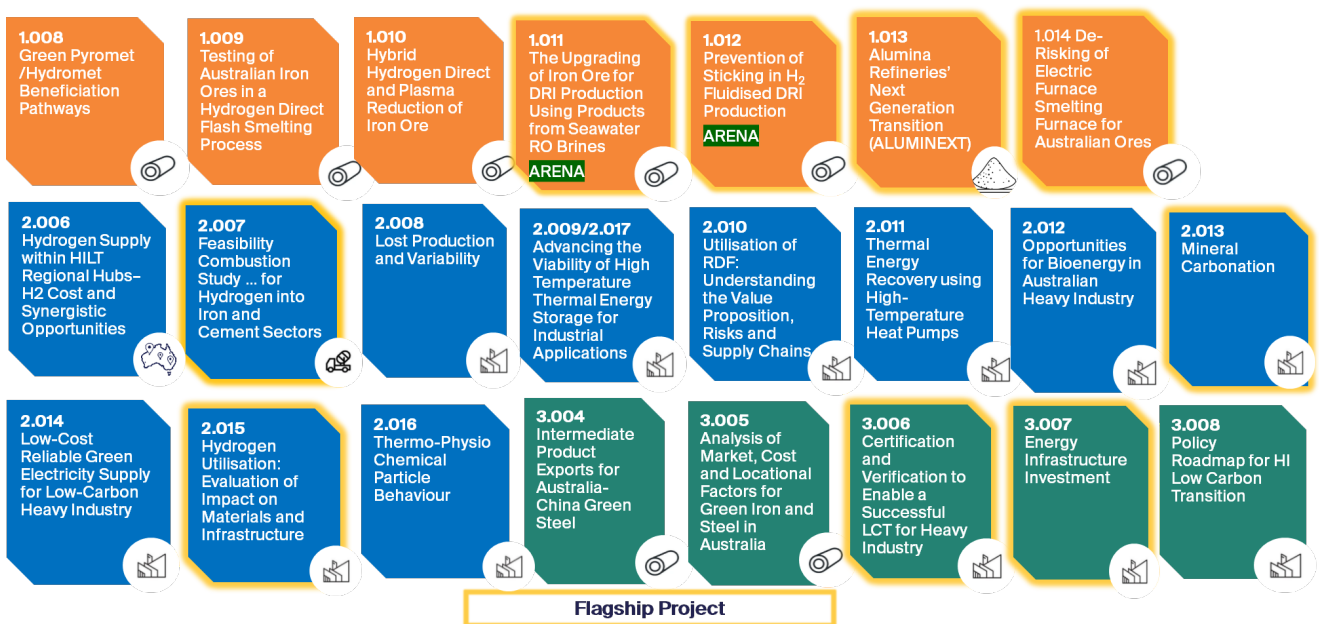 1.008
Green Pyromet
/Hydromet
Beneficiation
Pathways
1.009
Testing of
Australian Iron
Ores in a
Hydrogen Direct
Flash Smelting
Process
1.010
Hybrid
Hydrogen Direct
and Plasma
Reduction of
Iron Ore
1.011
The Upgrading
of Iron Ore for
DRI Production
Using Products
from Seawater
RO Brines
ARENA
1.012
Prevention of
Sticking in H₂
Fluidised DRI
Production
ARENA
1.013
Alumina
Refineries’
Next
Generation
Transition
(ALUMINEXT)
1.014 De-
Risking of
Electric
Furnace
Smelting
Furnace for
Australian Ores
2.006
Hydrogen Supply
within HILT
Regional Hubs–
H2 Cost and
Synergistic
Opportunities
2.007
Feasibility
Combustion
Study ... for
Hydrogen into
Iron and
Cement Sectors
2.008
Lost Production
and Variability
2.009/2.017
Advancing the
Viability of High
Temperature
Thermal Energy
Storage for
Industrial
Applications
2.010
Utilisation of
RDF:
Understanding
the Value
Proposition,
Risks and
Supply Chains
2.011
Thermal
Energy
Recovery using
High-
Temperature
Heat Pumps
2.012
Opportunities
for Bioenergy in
Australian
Heavy Industry
2.013
Mineral
Carbonation
2.014
Low-Cost
Reliable Green
Electricity Supply
for Low-Carbon
Heavy Industry
2.015
Hydrogen
Utilisation:
Evaluation of
Impact on
Materials and
Infrastructure
2.016
Thermo-Physio
Chemical
Particle
Behaviour
3.004
Intermediate
Product
Exports for
Australia-
China Green
Steel
3.005
Analysis of
Market, Cost
and Locational
Factors for
Green Iron and
Steel in
Australia
3.006
Certification
and
Verification to
Enable a
Successful
LCT for Heavy
Industry
3.007
Energy
Infrastructure
Investment
3.008
Policy
Roadmap for HI
Low Carbon
Transition
Flagship Project